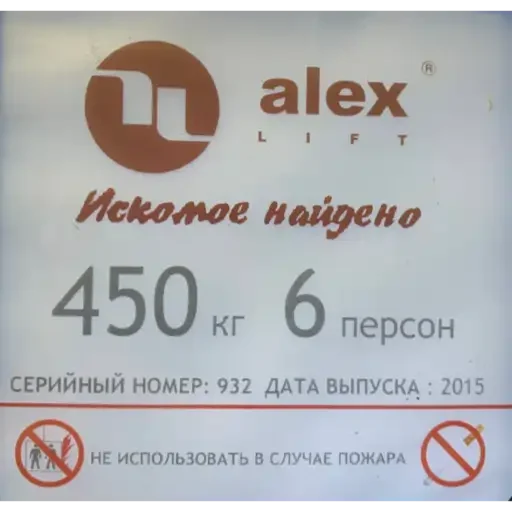 alex ®
LIFT
Искомое найдено
450 кг 6 персон
СЕРИЙНЫЙ НОМЕР: 932 ДАТА ВЫПУСКА : 2015
НЕ ИСПОЛЬЗОВАТЬ В СЛУЧАЕ ПОЖАРА